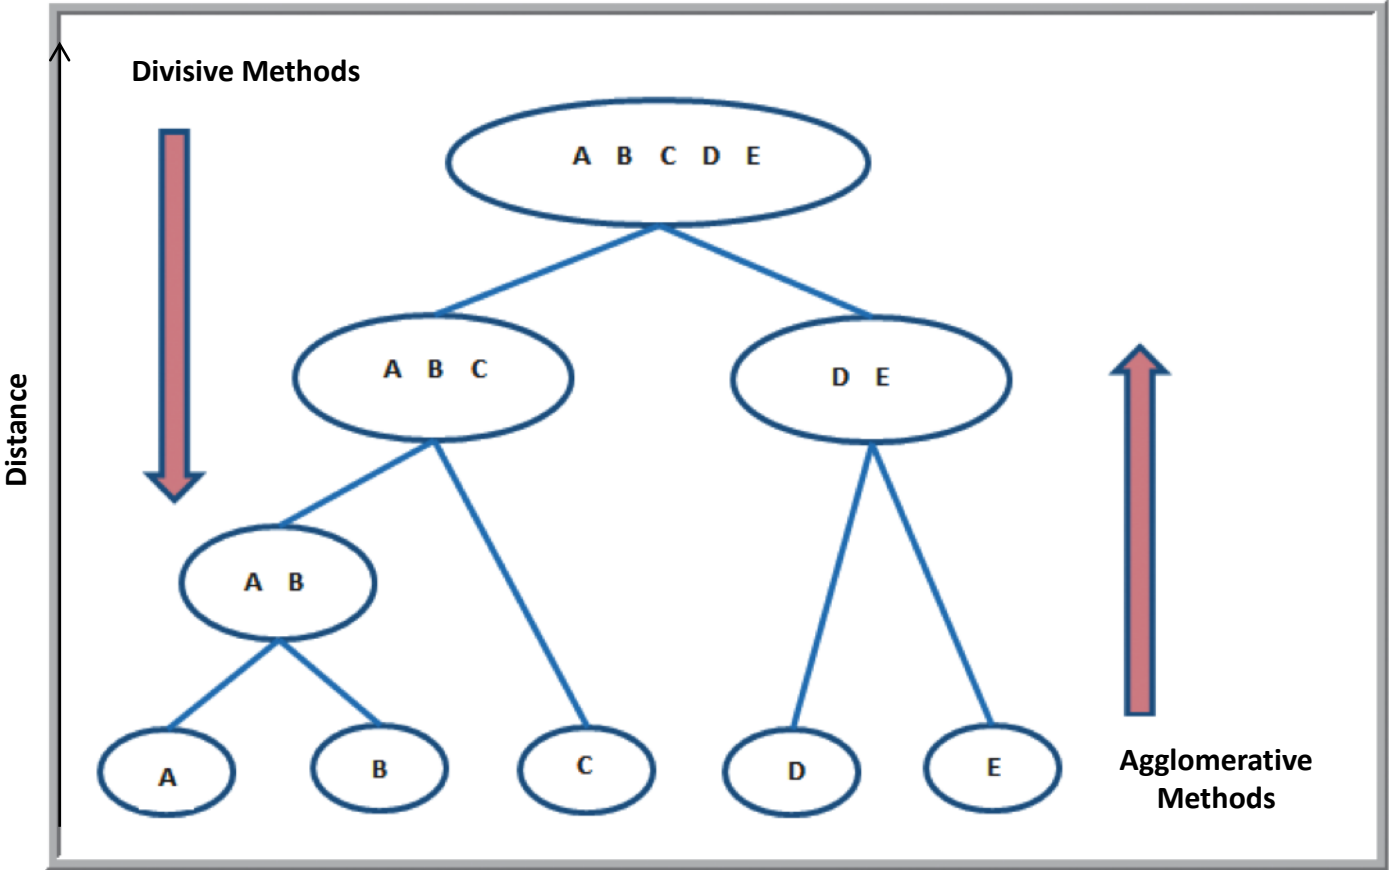 Divisive Methods
A B C D E
A B C
D E
Distance
A B
A
B
C
D
E
Agglomerative
Methods